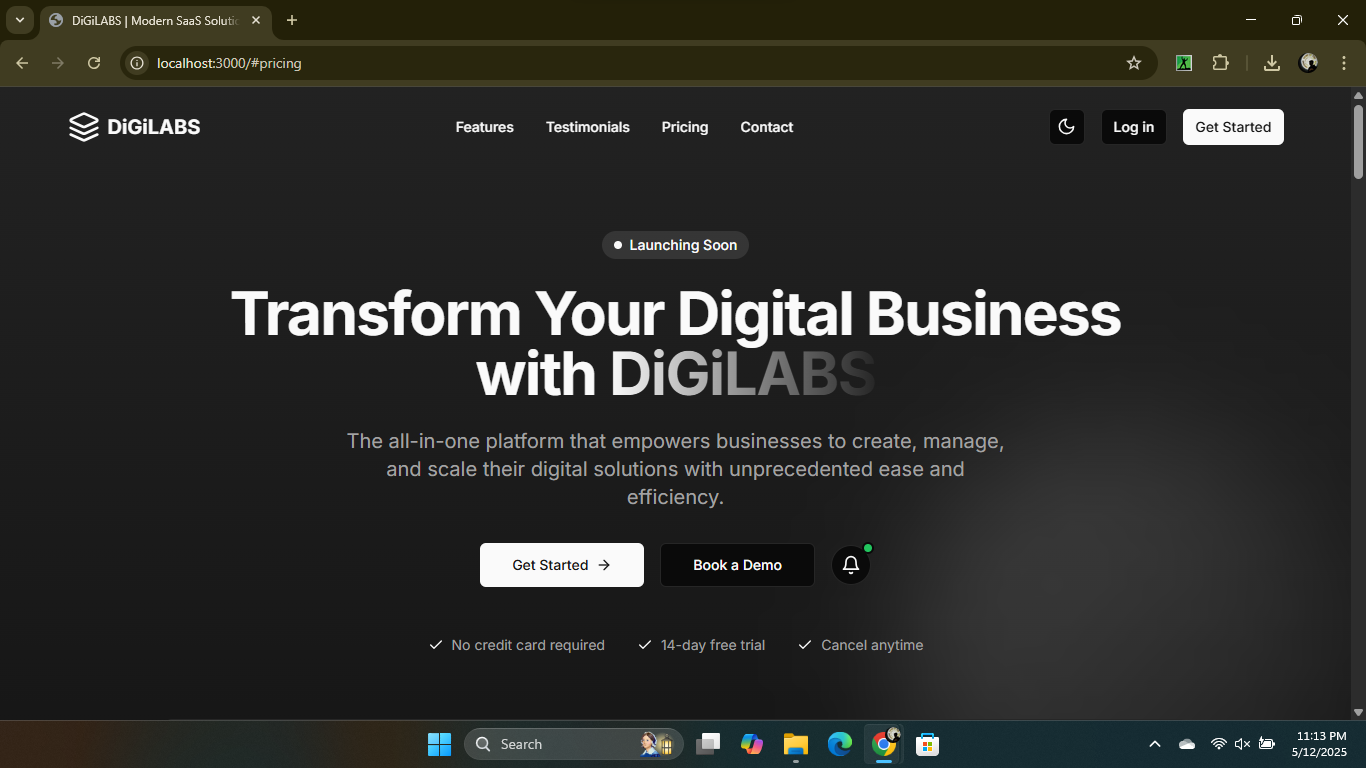 DiGiLABS | Modern SaaS Soluti
localhost:3000/#pricing
DiGiLABS
Features
Testimonials
Pricing
Contact
Log in
Get Started
Launching Soon
Transform Your Digital Business
with DiGiLABS
The all-in-one platform that empowers businesses to create, manage,
and scale their digital solutions with unprecedented ease and
efficiency.
Get Started
Book a Demo
No credit card required
14-day free trial
Cancel anytime
Search
11:13 PM
5/12/2025